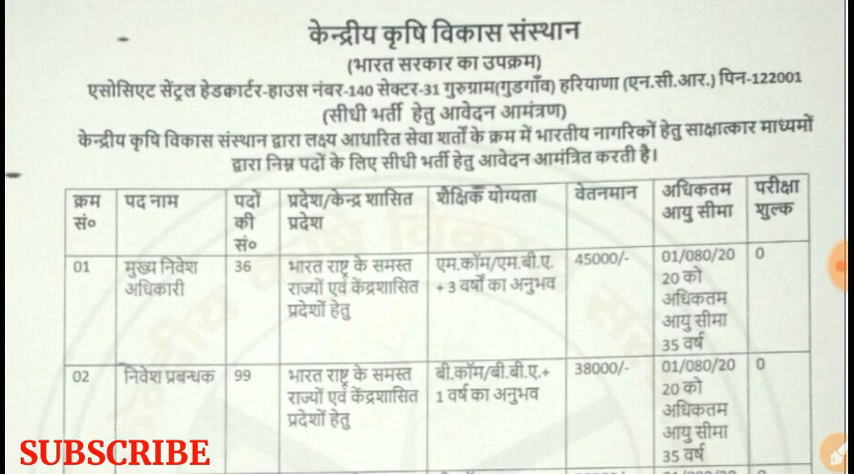 केन्द्रीय कृषि विकास संस्थान
(भारत सरकार का उपक्रम)
एसोसिएट सेंट्रल हेडकार्टर-हाउस नंबर-140 सेक्टर-31 गुरुग्राम(गुडगाँव) हरियाणा (एन.सी.आर.) पिन-122001
(सीधी भर्ती हेतु आवेदन आमंत्रण)
केन्द्रीय कृषि विकास संस्थान द्वारा लक्ष्य आधारित सेवा शर्तों के क्रम में भारतीय नागरिकों हेतु साक्षात्कार माध्यमों
द्वारा निम्न पदों के लिए सीधी भर्ती हेतु आवेदन आमंत्रित करती है।
क्रम सं० पद नाम पदों की सं० प्रदेश/केन्द्र शासित प्रदेश शैक्षिक योग्यता वेतनमान अधिकतम आयु सीमा परीक्षा शुल्क
01 मुख्य निवेश 36 भारत राष्ट्र के समस्त एम.कॉम/एम.बी.ए. 45000/- 01/080/20 0
अधिकारी राज्यों एवं केंद्रशासित + 3 वर्षों का अनुभव 20 को
प्रदेशों हेतु अधिकतम
आयु सीमा
35 वर्ष
02 निवेश प्रबन्धक 99 भारत राष्ट्र के समस्त बी.कॉम/बी.बी.ए.+ 38000/- 01/080/20 0
राज्यों एवं केंद्रशासित 1 वर्ष का अनुभव 20 को
प्रदेशों हेतु अधिकतम
आयु सीमा
35 वर्ष
SUBSCRIBE